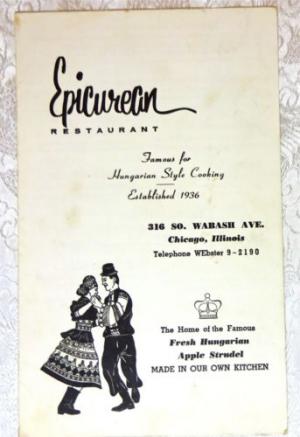 Epicurean
RESTAURANT
Famous for
Hungarian Style Cooking
Established 1936
316 SO. WABASH AVE.
Chicago, Illinois
Telephone WEbster 9-2190
The Home of the Famous
Fresh Hungarian
Apple Strudel
MADE IN OUR OWN KITCHEN